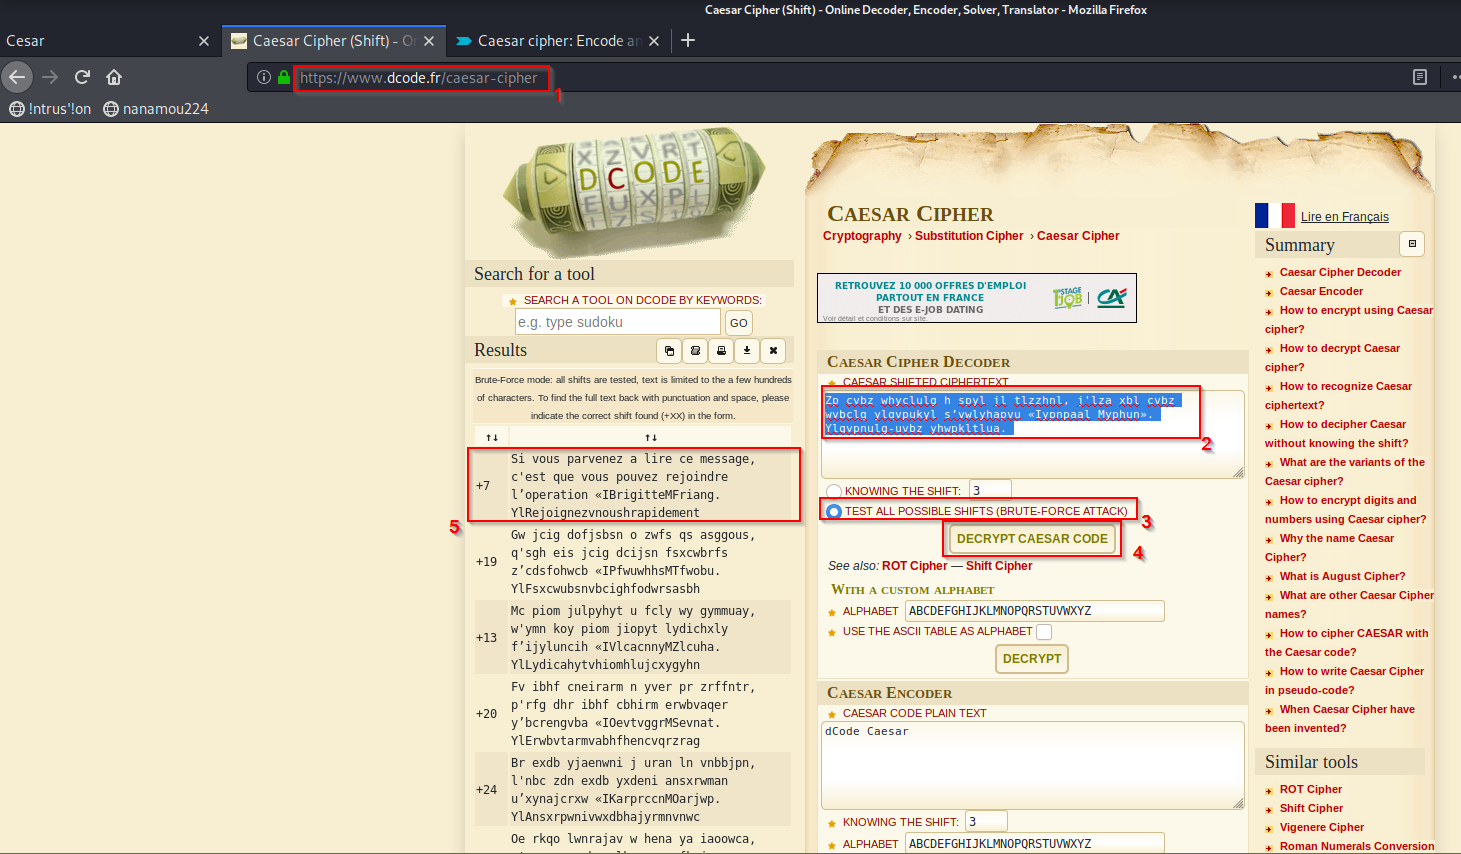 Caesar Cipher (Shift) - Online Decoder, Encoder, Solver, Translator - Mozilla Firefox
Cesar
Caesar Cipher (Shift) - O
Caesar cipher: Encode an
https://www.dcode.fr/caesar-cipher
1
!ntrus'!on
nanamou224
DCODE
Search for a tool
SEARCH A TOOL ON DCODE BY KEYWORDS:
e.g. type sudoku
GO
Results
Brute-Force mode: all shifts are tested, text is limited to the a few hundreds
of characters. To find the full text back with punctuation and space, please
indicate the correct shift found (+XX) in the form.
↑↓ ↑↓
+7
Si vous parvenez a lire ce message,
c'est que vous pouvez rejoindre
l’operation «IBrigitteMFriang.
YlRejoignezvnoushrapidement
5
+19
Gw jcig dofjsbsn o zwfs qs asggous,
q'sgh eis jcig dcijsn fsxcwbrfs
z’cdsfohwcb «IPfwuwhhsMTfwobu.
YlFsxcwubsnvbcighfodwrsasbh
+13
Mc piom julpyhyt u fcly wy gymmuay,
w'ymn koy piom jiopyt lydichxly
f’ijyluncih «IVlcacnnyMZlcuha.
YlLydicahytvhiomhlujcxygyhn
+20
Fv ibhf cneirarm n yver pr zrffntr,
p'rfg dhr ibhf cbhirm erwbvaqer
y’bcrengvba «IOevtvggrMSevnat.
YlErwbvtarmvabhfhencvqrzrag
+24
Br exdb yjaenwni j uran ln vnbbjpn,
l'nbc zdn exdb yxdeni ansxrwman
u’xynajcrxw «IKarprccnMOarjwp.
YlAnsxrpwnivwxdbhajyrmnvnwc
Oe rkqo lwnrajav w hena ya iaoowca,
CAESAR CIPHER
Cryptography › Substitution Cipher › Caesar Cipher
RETROUVEZ 10 000 OFFRES D'EMPLOI
PARTOUT EN FRANCE
ET DES E-JOB DATING
Voir détail et conditions sur site.
STAGE
JOB
CA
CAESAR CIPHER DECODER
CAESAR SHIFTED CIPHERTEXT
Zp cvbz whyclulg h spyl jl tlzzhnl, j'lza xbl cvbz
wvbclg ylqvpukyl s’vwlyhapvu «Iypnpaal Myphun».
Ylqvpnulg-uvbz yhwpkltlua.
2
KNOWING THE SHIFT: 3
TEST ALL POSSIBLE SHIFTS (BRUTE-FORCE ATTACK)
3
DECRYPT CAESAR CODE
4
See also: ROT Cipher — Shift Cipher
WITH A CUSTOM ALPHABET
ALPHABET ABCDEFGHIJKLMNOPQRSTUVWXYZ
USE THE ASCII TABLE AS ALPHABET
DECRYPT
CAESAR ENCODER
CAESAR CODE PLAIN TEXT
dCode Caesar
KNOWING THE SHIFT: 3
ALPHABET ABCDEFGHIJKLMNOPQRSTUVWXYZ
Lire en Français
Summary
Caesar Cipher Decoder
Caesar Encoder
How to encrypt using Caesar
cipher?
How to decrypt Caesar
cipher?
How to recognize Caesar
ciphertext?
How to decipher Caesar
without knowing the shift?
What are the variants of the
Caesar cipher?
How to encrypt digits and
numbers using Caesar cipher?
Why the name Caesar
Cipher?
What is August Cipher?
What are other Caesar Cipher
names?
How to cipher CAESAR with
the Caesar code?
How to write Caesar Cipher
in pseudo-code?
When Caesar Cipher have
been invented?
Similar tools
ROT Cipher
Shift Cipher
Vigenere Cipher
Roman Numerals Conversion